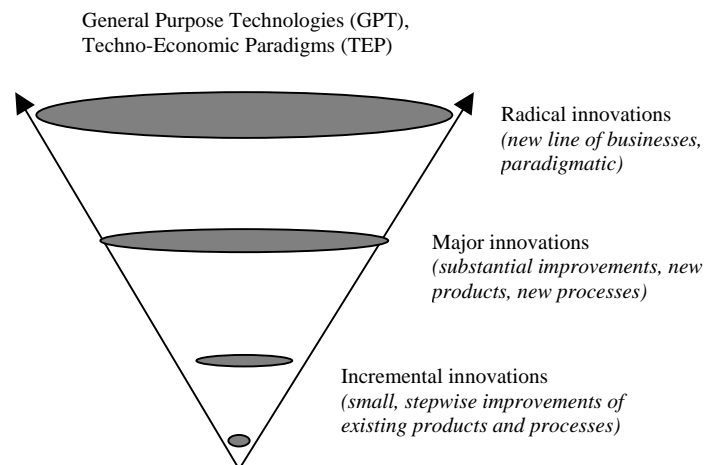 General Purpose Technologies (GPT),
Techno-Economic Paradigms (TEP)
Radical innovations
(new line of businesses,
paradigmatic)
Major innovations
(substantial improvements, new
products, new processes)
Incremental innovations
(small, stepwise improvements of
existing products and processes)